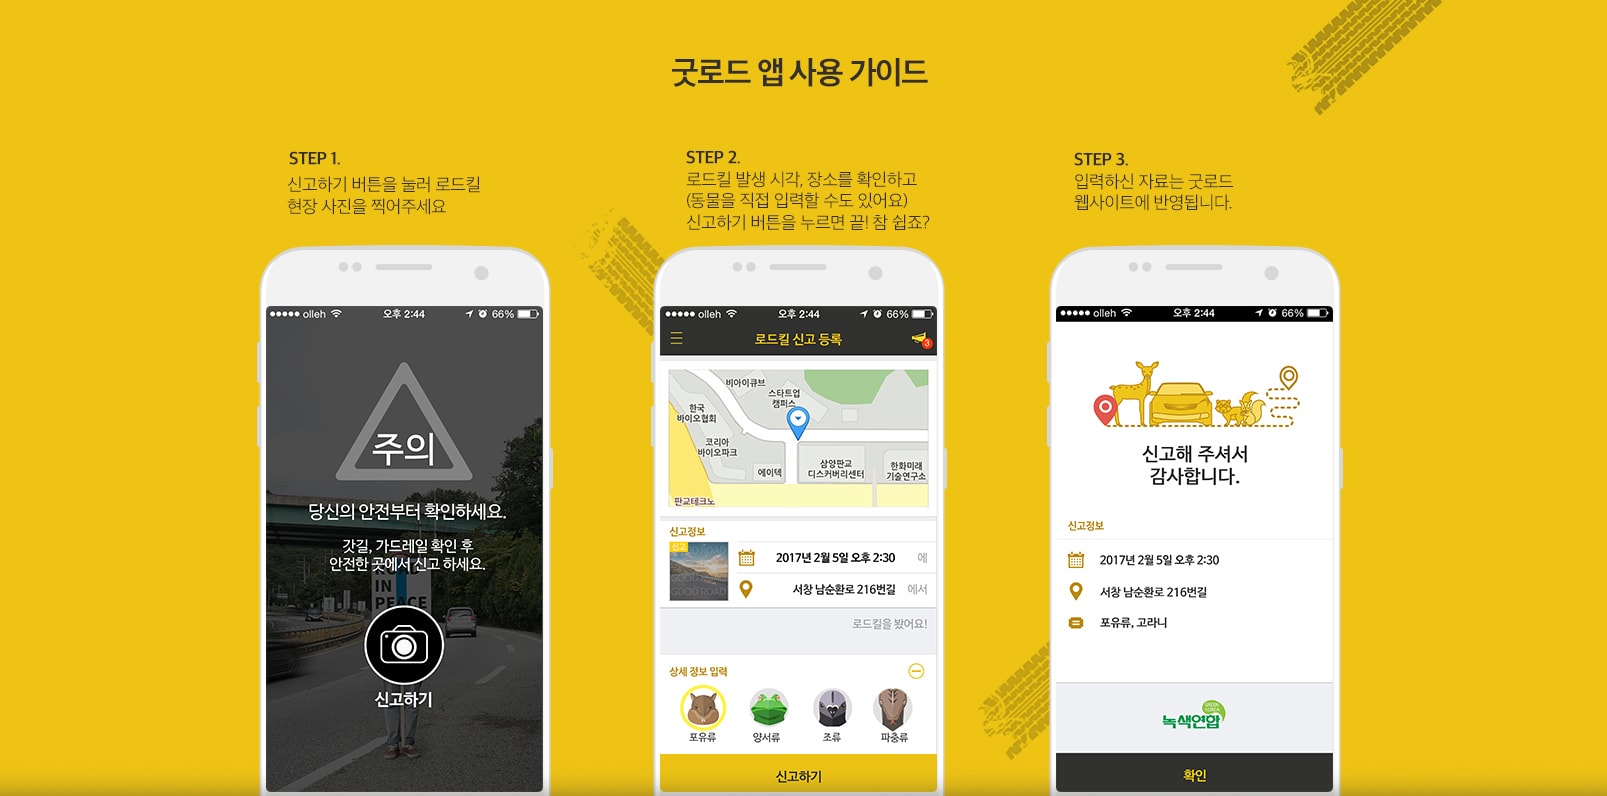 굿로드 앱 사용 가이드
STEP 1.
신고하기 버튼을 눌러 로드킬
현장 사진을 찍어주세요
STEP 2.
로드킬 발생 시각, 장소를 확인하고
(동물을 직접 입력할 수도 있어요)
신고하기 버튼을 누르면 끝! 참 쉽죠?
STEP 3.
입력하신 자료는 굿로드
웹사이트에 반영됩니다.
olleh 오후 2:44 66%
주의
당신의 안전부터 확인하세요.
갓길, 가드레일 확인 후
안전한 곳에서 신고 하세요.
IN
PEACE
신고하기
olleh 오후 2:44 66%
로드킬 신고 등록
3
비아이큐브
스타트업
캠퍼스
한국
바이오협회
코리아
바이오파크
에이텍
삼양판교
디스커버리센터
한화미래
기술연구소
판교테크노
신고정보
신고
GOOD ROAD
2017년 2월 5일 오후 2:30 에
서창 남순환로 216번길 에서
로드킬을 봤어요!
상세 정보 입력
포유류 양서류 조류 파충류
신고하기
olleh 오후 2:44 66%
신고해 주셔서
감사합니다.
신고정보
2017년 2월 5일 오후 2:30
서창 남순환로 216번길
포유류, 고라니
GREEN
KOREA
녹색연합
확인